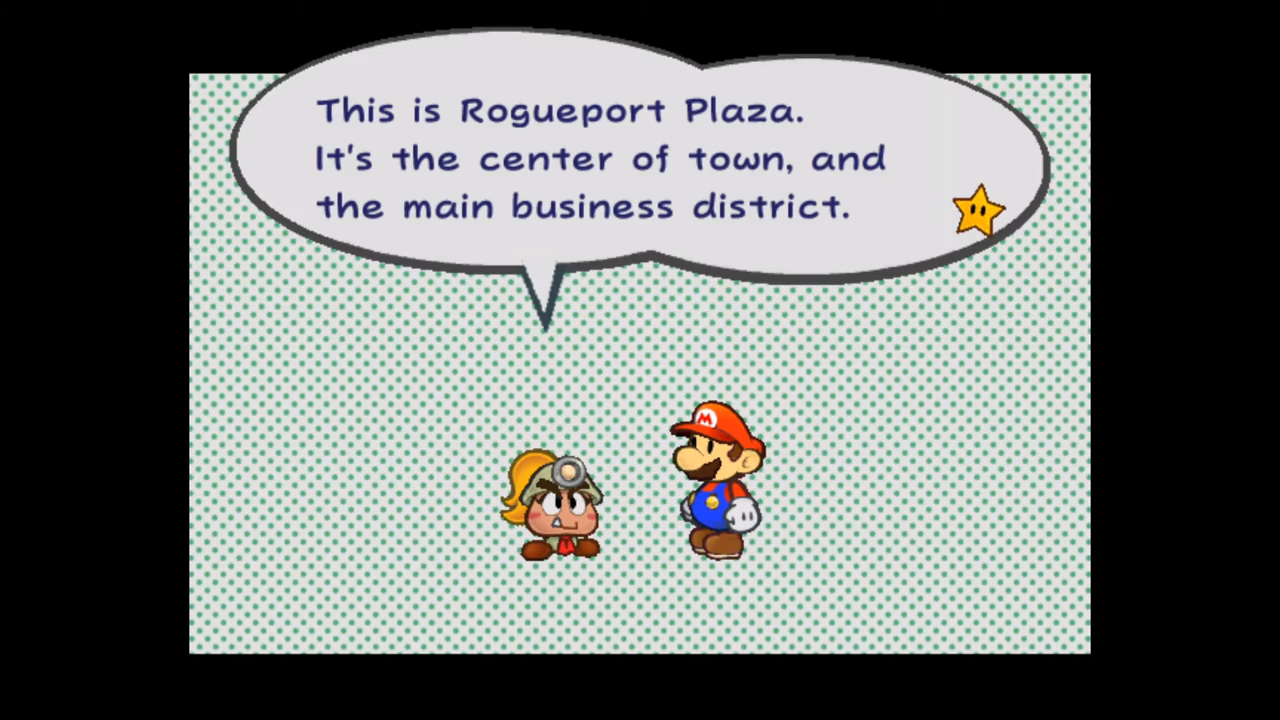 This is Rogueport Plaza.
It's the center of town, and
the main business district.
M